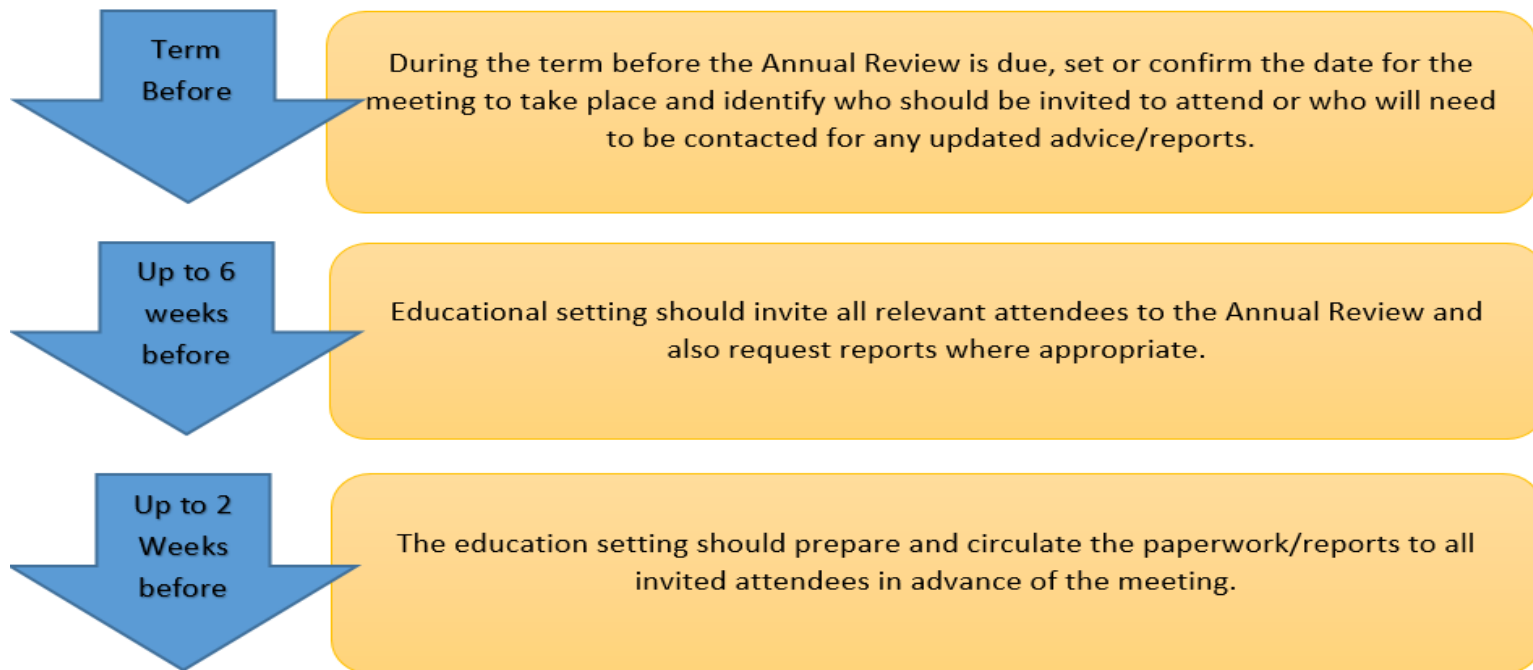 Term
Before
During the term before the Annual Review is due, set or confirm the date for the
meeting to take place and identify who should be invited to attend or who will need
to be contacted for any updated advice/reports.
Up to 6
weeks
before
Educational setting should invite all relevant attendees to the Annual Review and
also request reports where appropriate.
Up to 2
Weeks
before
The education setting should prepare and circulate the paperwork/reports to all
invited attendees in advance of the meeting.